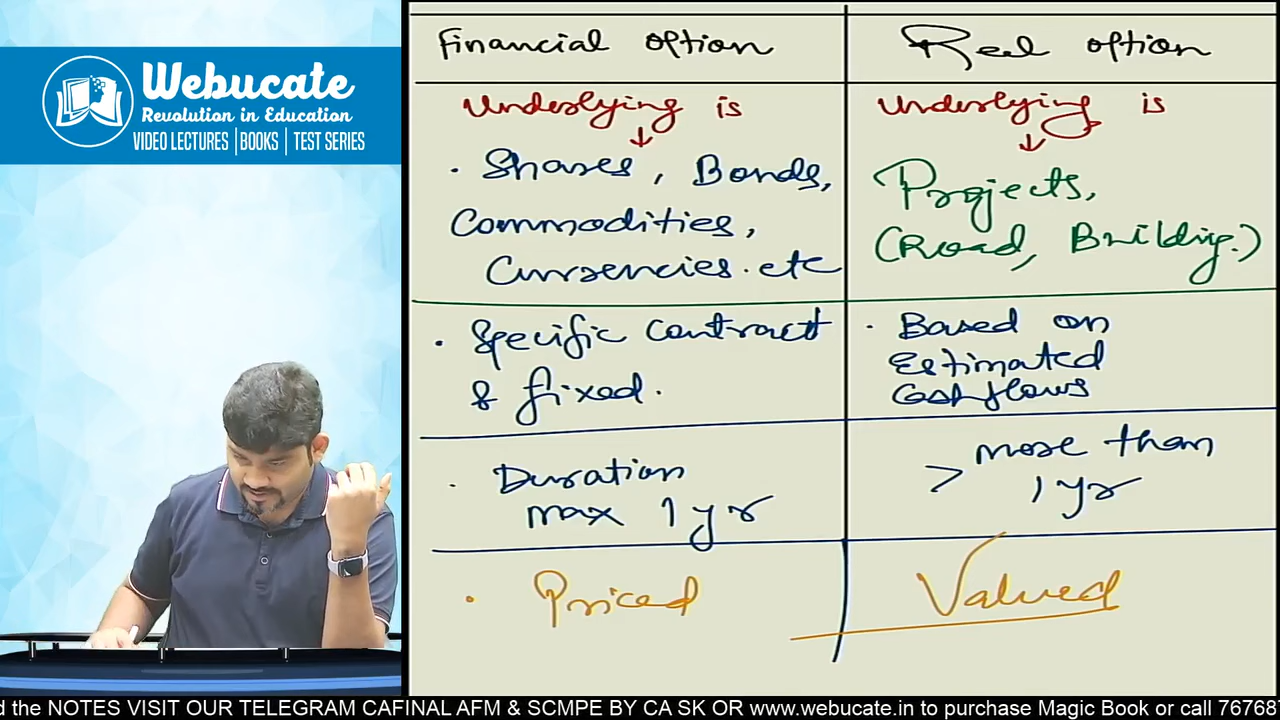 Webucate
Revolution in Education
VIDEO LECTURES | BOOKS | TEST SERIES
Financial option
Real option
Underlying is
· Shares, Bonds,
Commodities,
Currencies. etc
Underlying is
Projects,
(Road, Building.)
· Specific contract
& fixed.
· Based on
Estimated
Cashflows
· Duration
max 1 yr
> more than
1 yr
· Priced
Valued
d the NOTES VISIT OUR TELEGRAM CAFINAL AFM & SCMPE BY CA SK OR www.webucate.in to purchase Magic Book or call 76768